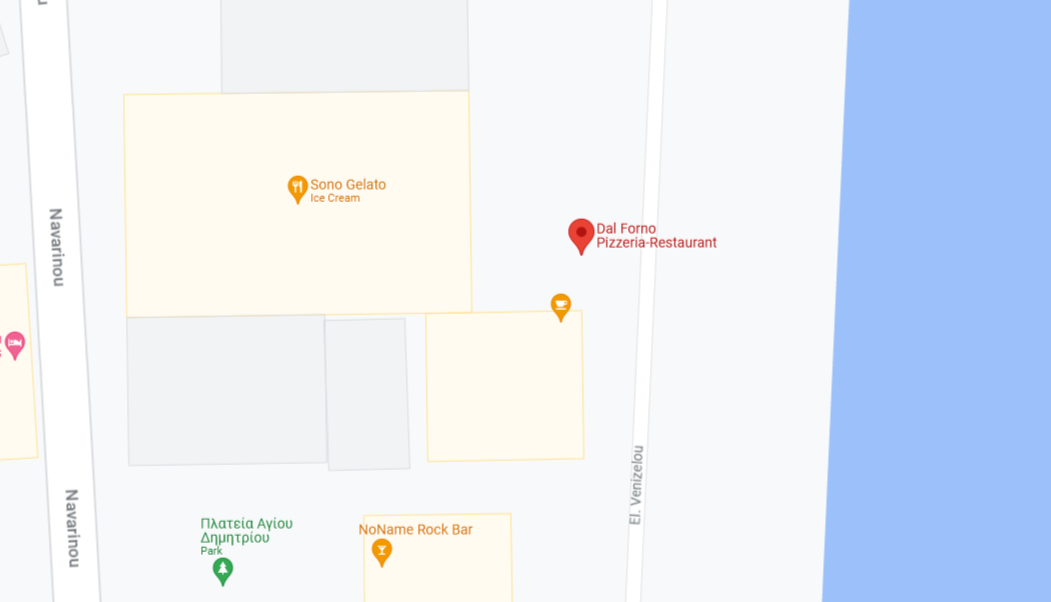 Sono Gelato
Ice Cream
Navarinou
Dal Forno
Pizzeria-Restaurant
El. Venizelou
Navarinou
Πλατεία Αγίου
Δημητρίου
Park
NoName Rock Bar